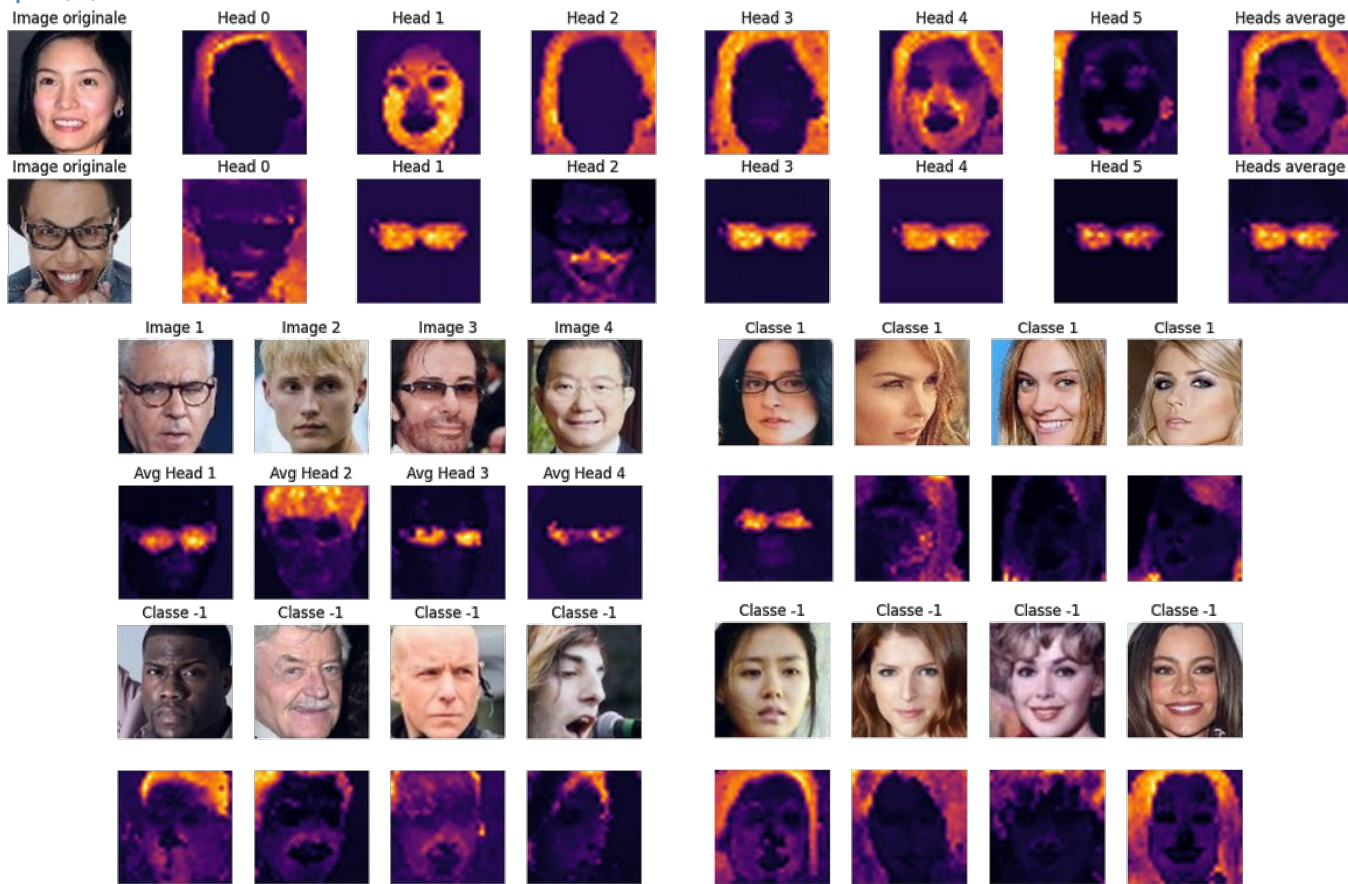 Image originale Head 0 Head 1 Head 2 Head 3 Head 4 Head 5 Heads average
Image originale Head 0 Head 1 Head 2 Head 3 Head 4 Head 5 Heads average
Image 1 Image 2 Image 3 Image 4 Classe 1 Classe 1 Classe 1 Classe 1
Avg Head 1 Avg Head 2 Avg Head 3 Avg Head 4
Classe -1 Classe -1 Classe -1 Classe -1 Classe -1 Classe -1 Classe -1 Classe -1